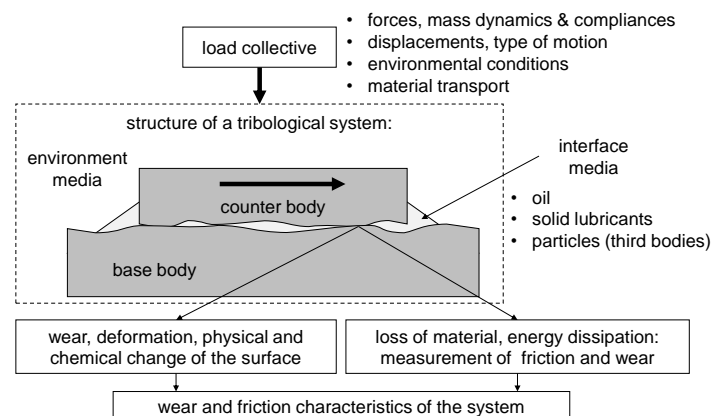 load collective
• forces, mass dynamics & compliances
• displacements, type of motion
• environmental conditions
• material transport
structure of a tribological system:
environment
media
interface
media
counter body
• oil
• solid lubricants
• particles (third bodies)
base body
wear, deformation, physical and
chemical change of the surface
loss of material, energy dissipation:
measurement of friction and wear
wear and friction characteristics of the system